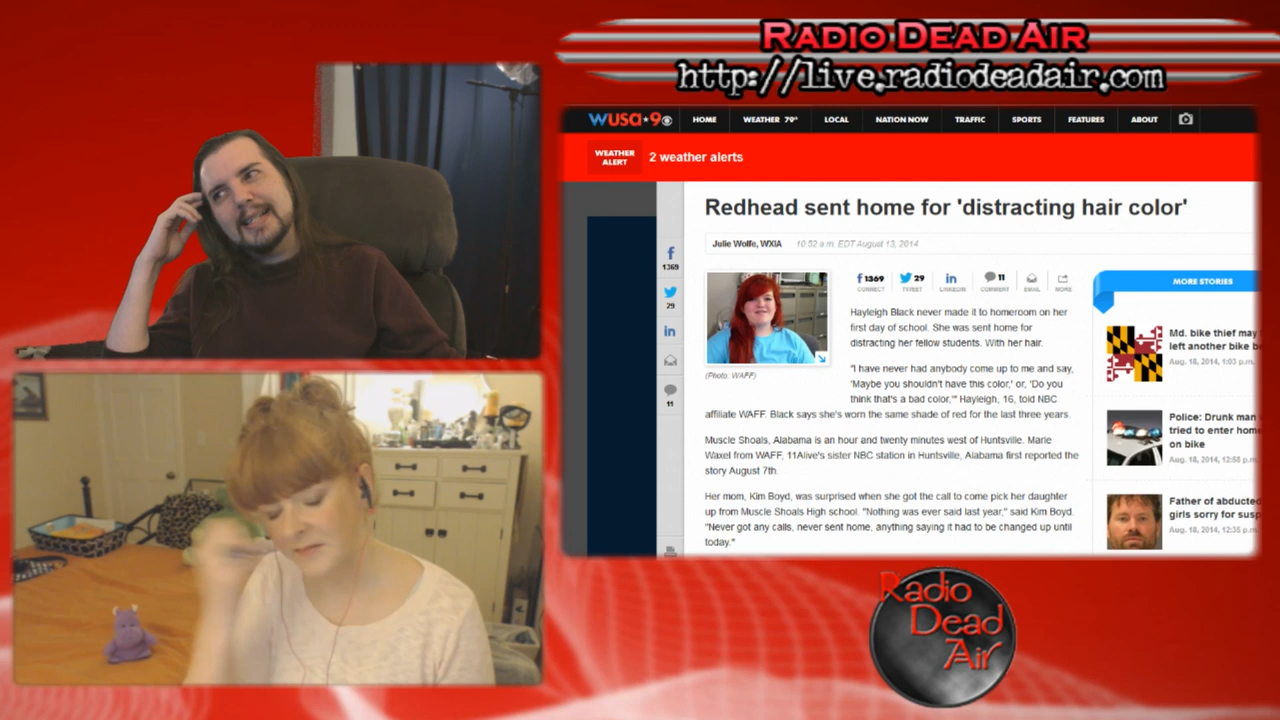 RADIO DEAD AIR
http://live.radiodeadair.com
WUSA★9
HOME
WEATHER 79°
LOCAL
NATION NOW
TRAFFIC
SPORTS
FEATURES
ABOUT
WEATHER
ALERT
2 weather alerts
Redhead sent home for 'distracting hair color'
Julie Wolfe, WXIA 10:52 a.m. EDT August 13, 2014
1369
29
11
1369
CONNECT
29
TWEET
LINKEDIN
11
COMMENT
EMAIL
MORE
(Photo: WAFF)
Hayleigh Black never made it to homeroom on her
first day of school. She was sent home for
distracting her fellow students. With her hair.
"I have never had anybody come up to me and say,
'Maybe you shouldn't have this color,' or, 'Do you
think that's a bad color,'" Hayleigh, 16, told NBC
affiliate WAFF. Black says she's worn the same shade of red for the last three years.
Muscle Shoals, Alabama is an hour and twenty minutes west of Huntsville. Marie
Waxel from WAFF, 11Alive's sister NBC station in Huntsville, Alabama first reported the
story August 7th.
Her mom, Kim Boyd, was surprised when she got the call to come pick her daughter
up from Muscle Shoals High school. "Nothing was ever said last year," said Kim Boyd.
"Never got any calls, never sent home, anything saying it had to be changed up until
today."
MORE STORIES
Md. bike thief may
left another bike b
Aug. 18, 2014, 1:03 p.m.
Police: Drunk man
tried to enter hom
on bike
Aug. 18, 2014, 12:58 p.m.
Father of abducted
girls sorry for susp
Aug. 18, 2014, 12:35 p.m.
Radio
Dead
Air